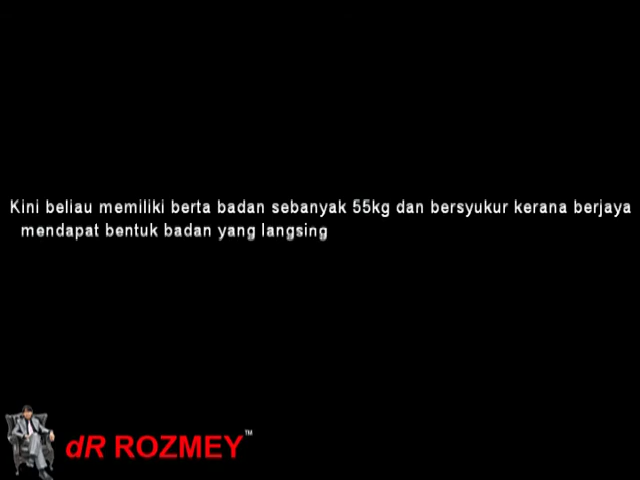 Kini beliau memiliki berta badan sebanyak 55kg dan bersyukur kerana berjaya
mendapat bentuk badan yang langsing
dR ROZMEY™